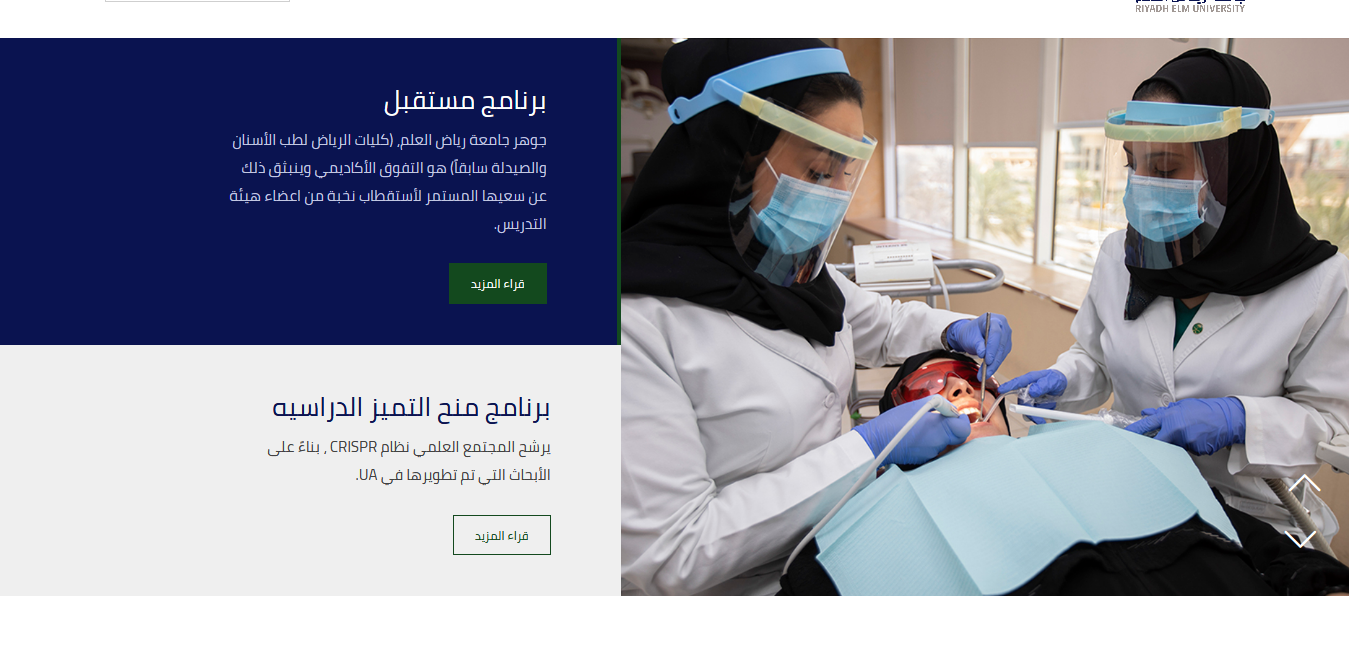 RIYADH ELM UNIVERSITY
برنامج مستقبل
جوهر جامعة رياض العلم, (كليات الرياض لطب الأسنان
والصيدلة سابقاً) هو التفوق الأكاديمي وينبثق ذلك
عن سعيها المستمر لأستقطاب نخبة من اعضاء هيئة
التدريس.
قراء المزيد
برنامج منح التميز الدراسيه
يرشح المجتمع العلمي نظام CRISPR , بناءً على
الأبحاث التي تم تطويرها في UA.
قراء المزيد